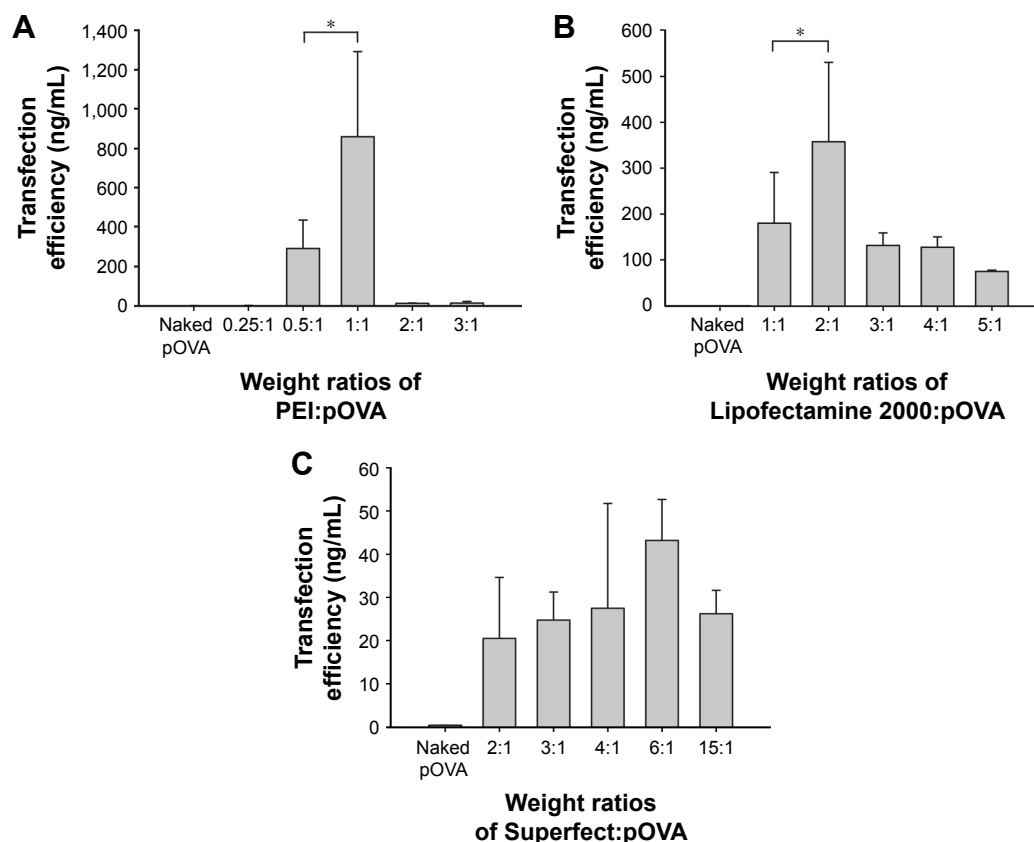 A
Transfection
efficiency (ng/mL)
1,400
1,200
1,000
800
600
400
200
0
*
Naked
pOVA
0.25:1
0.5:1
1:1
2:1
3:1
Weight ratios of
PEI:pOVA
B
Transfection
efficiency (ng/mL)
600
500
400
300
200
100
0
*
Naked
pOVA
1:1
2:1
3:1
4:1
5:1
Weight ratios of
Lipofectamine 2000:pOVA
C
Transfection
efficiency (ng/mL)
60
50
40
30
20
10
0
Naked
pOVA
2:1
3:1
4:1
6:1
15:1
Weight ratios
of Superfect:pOVA